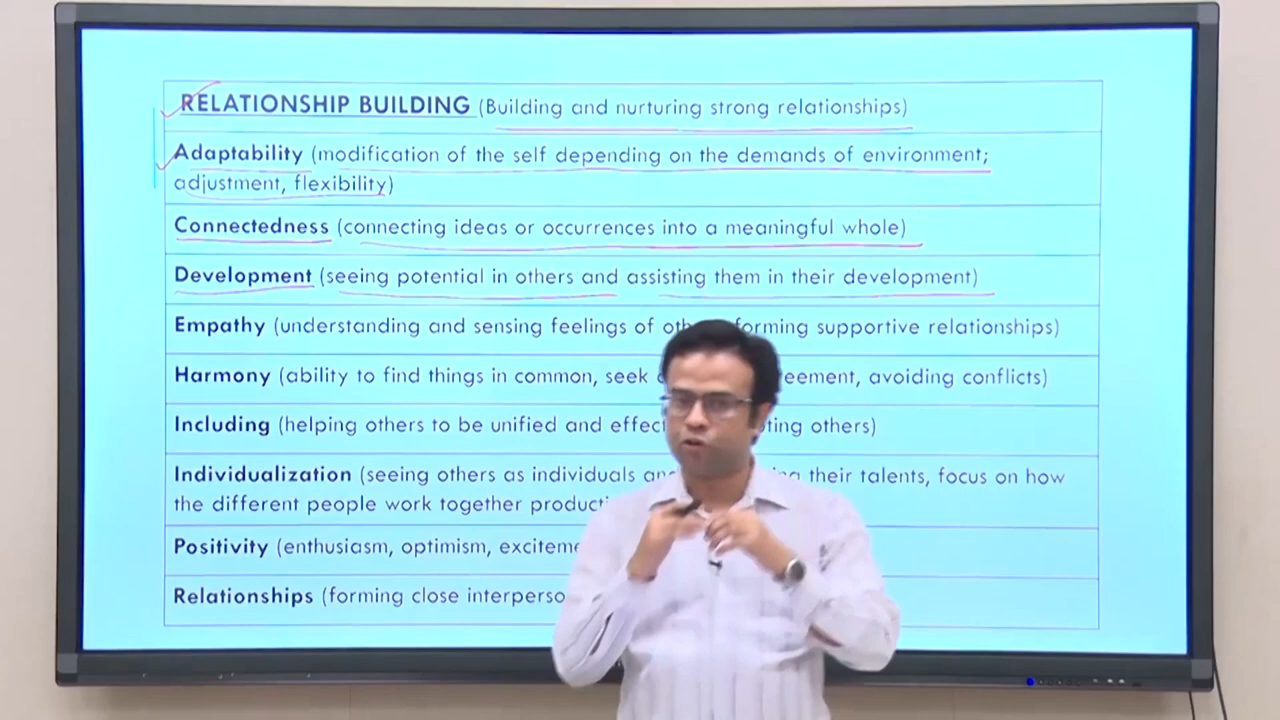 RELATIONSHIP BUILDING (Building and nurturing strong relationships)
Adaptability (modification of the self depending on the demands of environment;
adjustment, flexibility)
Connectedness (connecting ideas or occurrences into a meaningful whole)
Development (seeing potential in others and assisting them in their development)
Empathy (understanding and sensing feelings of forming supportive relationships)
Harmony (ability to find things in common, seek avoiding conflicts)
Including (helping others to be unified and others)
Individualization (seeing others as individuals their talents, focus on how
the different people work together
Positivity (enthusiasm, optimism,
Relationships (forming close